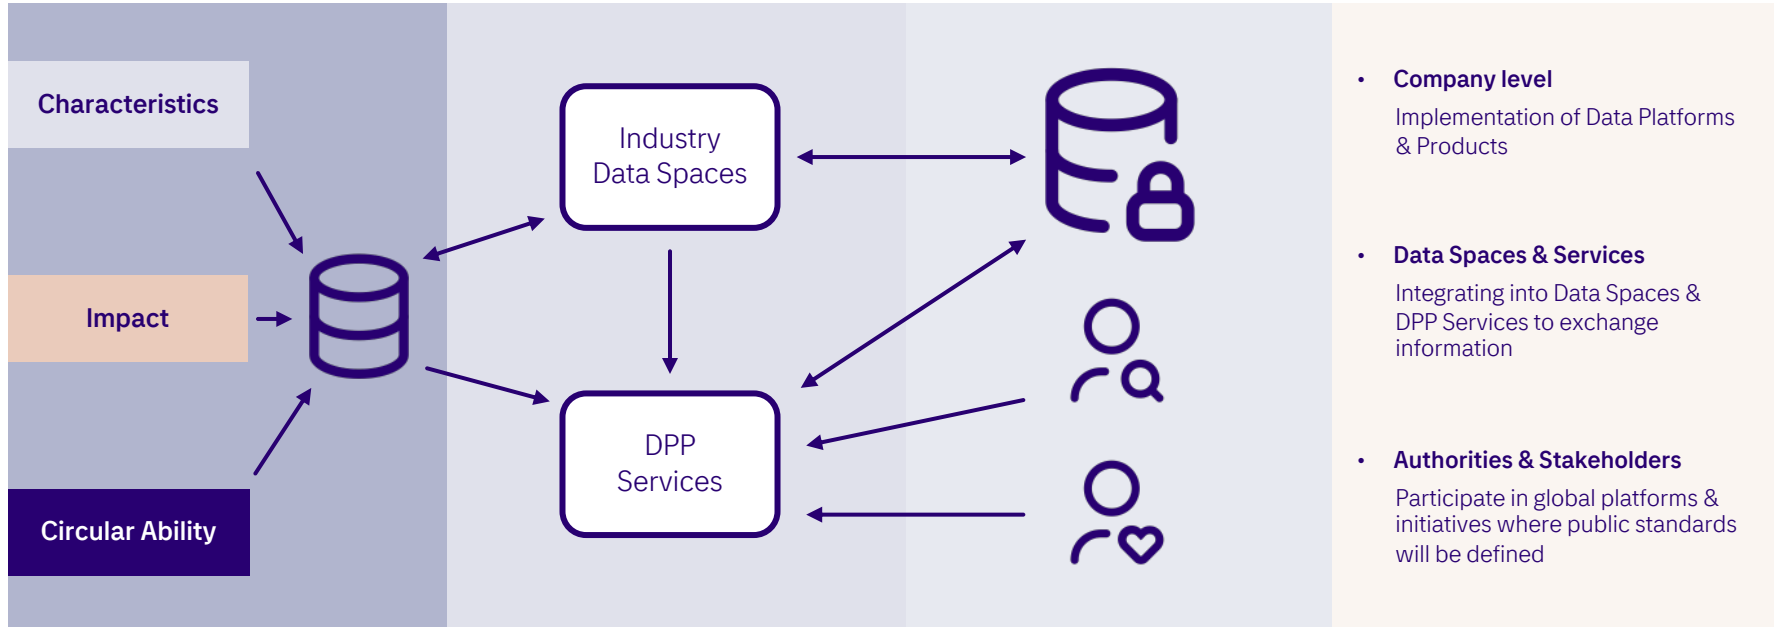 Characteristics
Impact
Circular Ability
Industry
Data Spaces
DPP
Services
• Company level
Implementation of Data Platforms
& Products
• Data Spaces & Services
Integrating into Data Spaces &
DPP Services to exchange
information
• Authorities & Stakeholders
Participate in global platforms &
initiatives where public standards
will be defined